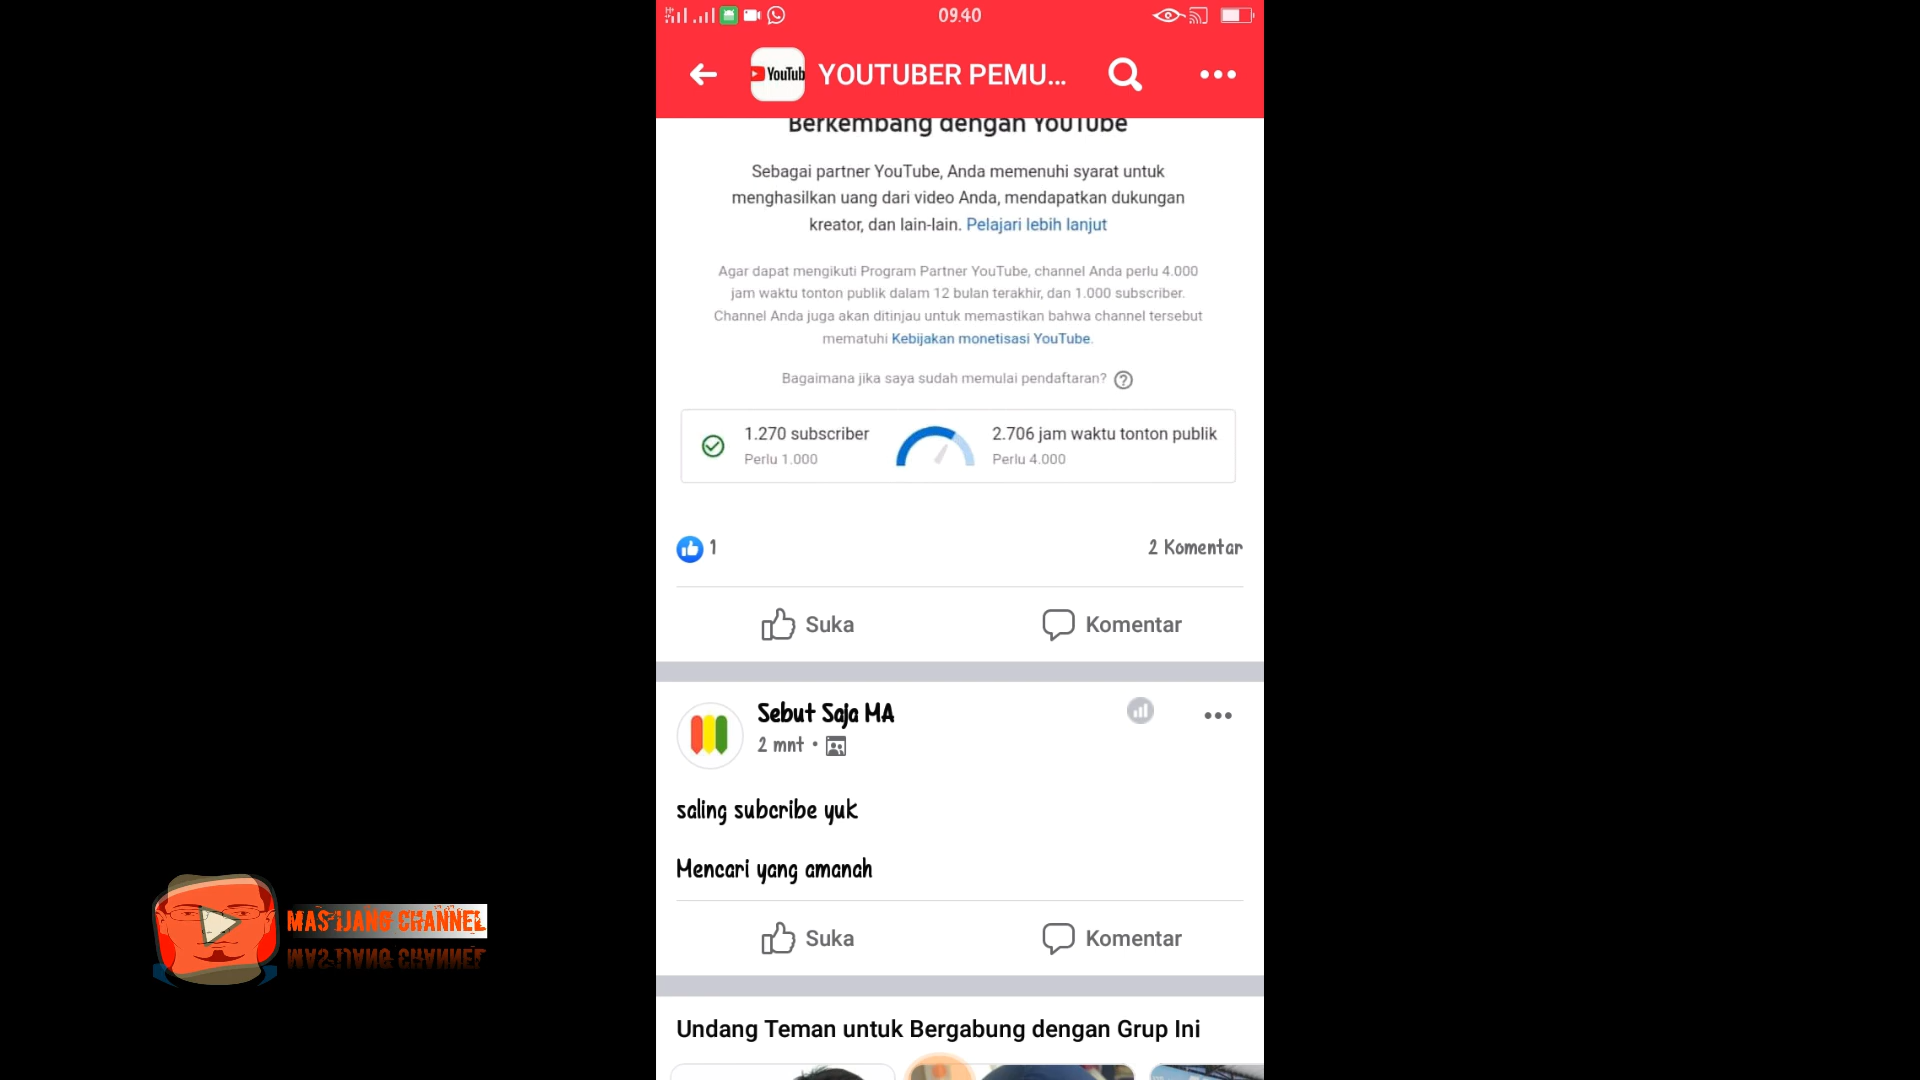 09.40
YouTub
YOUTUBER PEMU...
Berkembang dengan YouTube
Sebagai partner YouTube, Anda memenuhi syarat untuk
menghasilkan uang dari video Anda, mendapatkan dukungan
kreator, dan lain-lain. Pelajari lebih lanjut
Agar dapat mengikuti Program Partner YouTube, channel Anda perlu 4.000
jam waktu tonton publik dalam 12 bulan terakhir, dan 1.000 subscriber.
Channel Anda juga akan ditinjau untuk memastikan bahwa channel tersebut
mematuhi Kebijakan monetisasi YouTube.
Bagaimana jika saya sudah memulai pendaftaran?
1.270 subscriber
Perlu 1.000
2.706 jam waktu tonton publik
Perlu 4.000
1
2 Komentar
Suka
Komentar
Sebut Saja MA
2 mnt •
saling subcribe yuk
Mencari yang amanah
Suka
Komentar
Undang Teman untuk Bergabung dengan Grup Ini
MAS IJANG CHANNEL